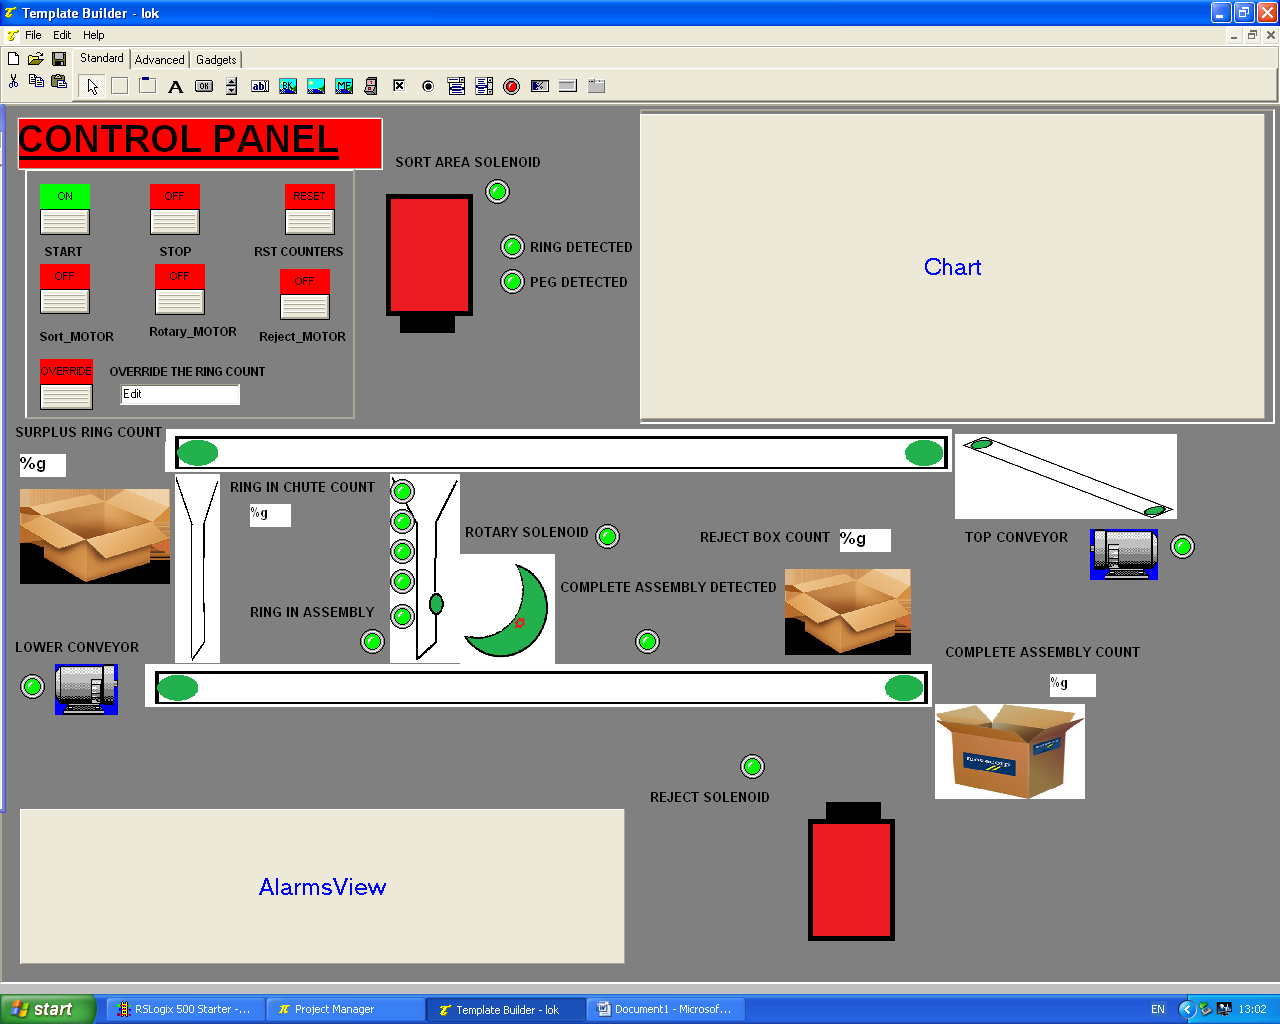 Template Builder - lok
File Edit Help
Standard Advanced Gadgets
A OK ab| BK ME
CONTROL PANEL
ON OFF RESET
START STOP RST COUNTERS
OFF OFF OFF
Sort_MOTOR Rotary_MOTOR Reject_MOTOR
OVERRIDE OVERRIDE THE RING COUNT
Edit
SORT AREA SOLENOID
RING DETECTED
PEG DETECTED
Chart
SURPLUS RING COUNT
%g
RING IN CHUTE COUNT
%g
ROTARY SOLENOID
REJECT BOX COUNT %g
TOP CONVEYOR
COMPLETE ASSEMBLY DETECTED
RING IN ASSEMBLY
LOWER CONVEYOR
COMPLETE ASSEMBLY COUNT
%g
REJECT SOLENOID
AlarmsView
start RSLogix 500 Starter -... Project Manager Template Builder - lok Document1 - Microsof... EN 13:02